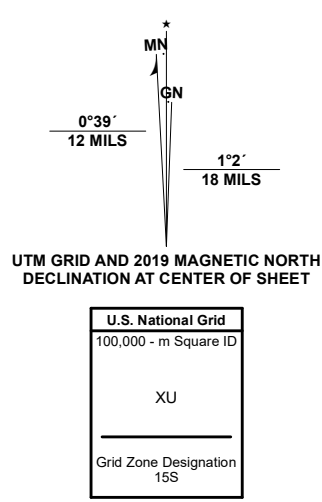 MN
GN
0°39´
12 MILS
1°2´
18 MILS
UTM GRID AND 2019 MAGNETIC NORTH
DECLINATION AT CENTER OF SHEET
U.S. National Grid
100,000 - m Square ID
XU
Grid Zone Designation
15S